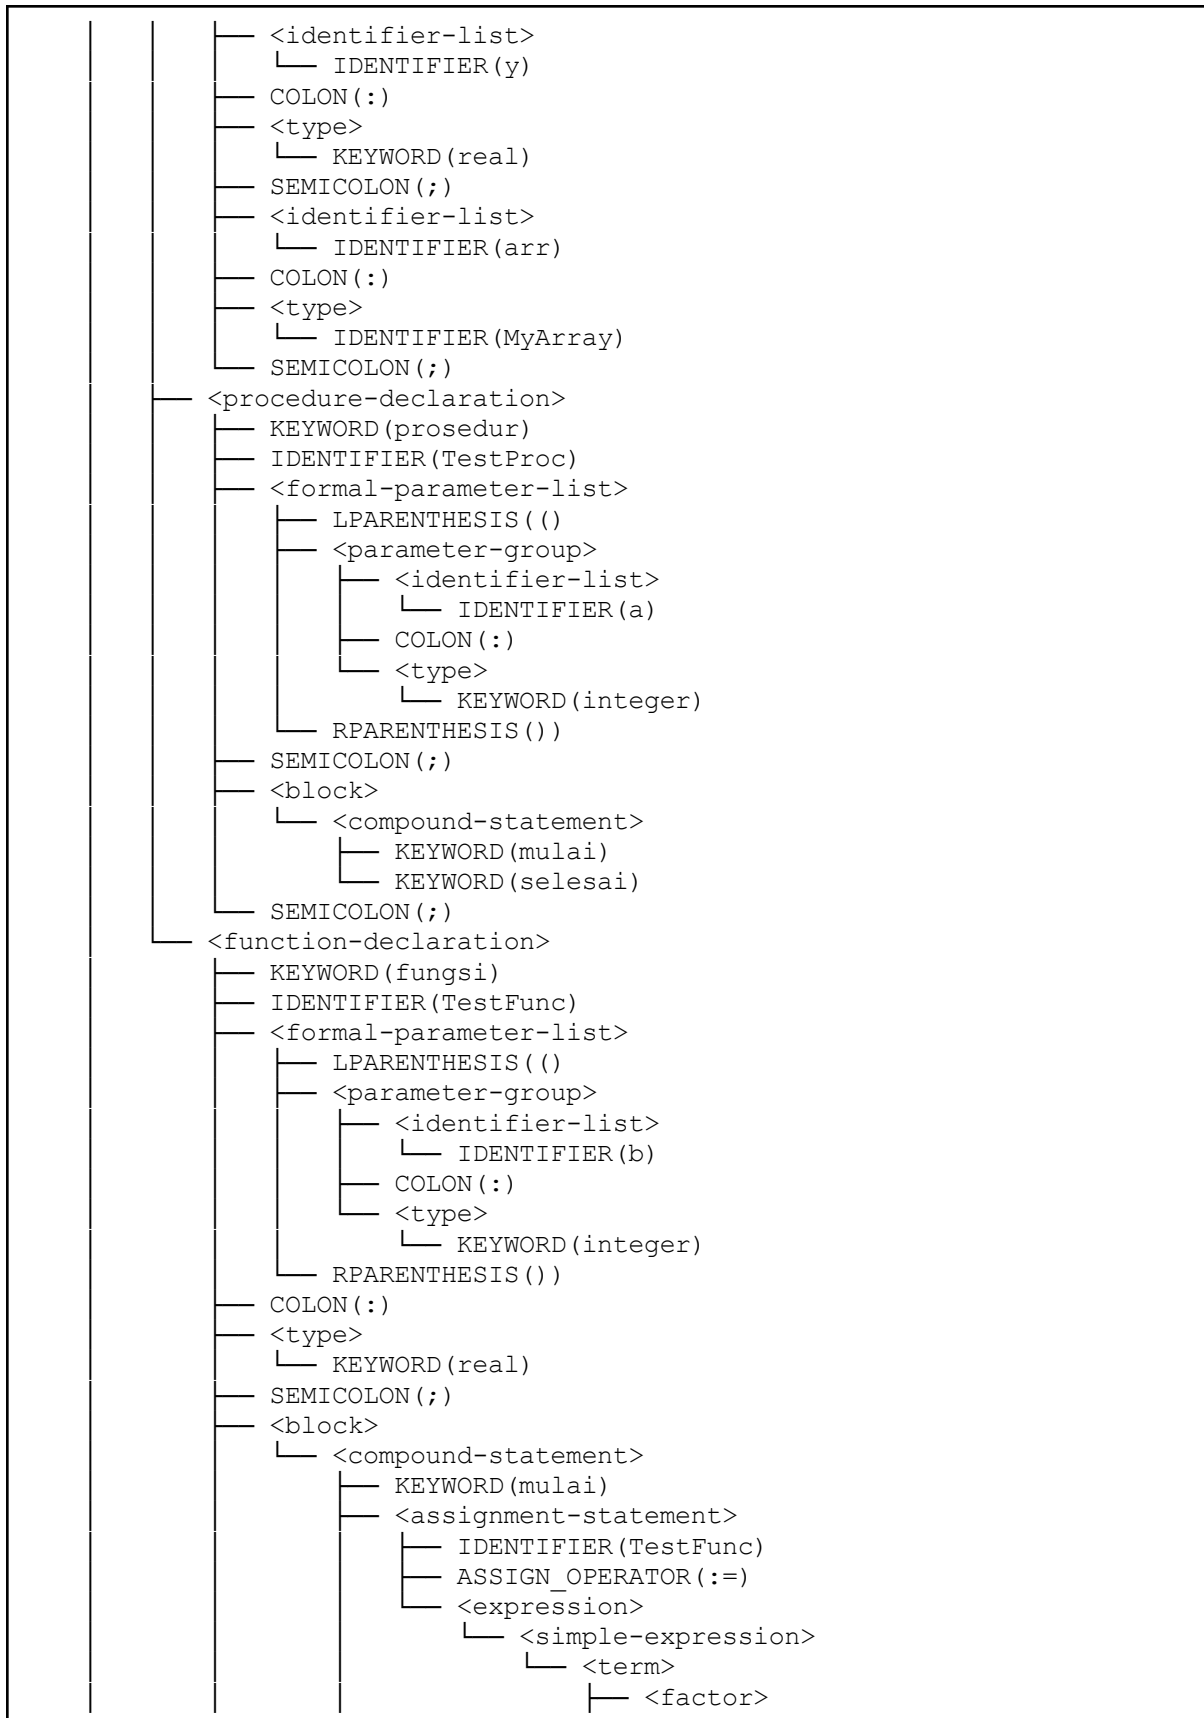 <identifier-list>
IDENTIFIER(y)
COLON(:)
<type>
KEYWORD(real)
SEMICOLON(;)
<identifier-list>
IDENTIFIER(arr)
COLON(:)
<type>
IDENTIFIER(MyArray)
SEMICOLON(;)
<procedure-declaration>
KEYWORD(prosedur)
IDENTIFIER(TestProc)
<formal-parameter-list>
LPARENTHESIS(()
<parameter-group>
<identifier-list>
IDENTIFIER(a)
COLON(:)
<type>
KEYWORD(integer)
RPARENTHESIS())
SEMICOLON(;)
<block>
<compound-statement>
KEYWORD(mulai)
KEYWORD(selesai)
SEMICOLON(;)
<function-declaration>
KEYWORD(fungsi)
IDENTIFIER(TestFunc)
<formal-parameter-list>
LPARENTHESIS(()
<parameter-group>
<identifier-list>
IDENTIFIER(b)
COLON(:)
<type>
KEYWORD(integer)
RPARENTHESIS())
COLON(:)
<type>
KEYWORD(real)
SEMICOLON(;)
<block>
<compound-statement>
KEYWORD(mulai)
<assignment-statement>
IDENTIFIER(TestFunc)
ASSIGN_OPERATOR(:=)
<expression>
<simple-expression>
<term>
<factor>